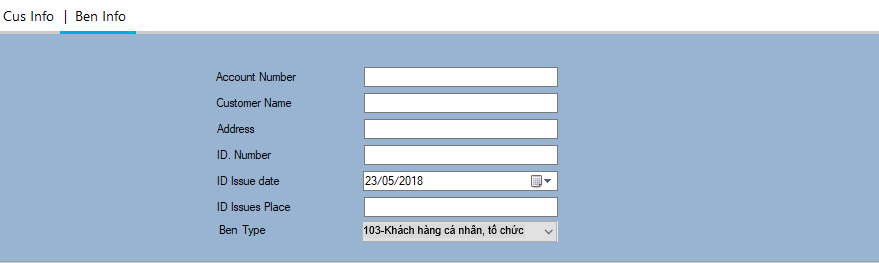 Cus Info | Ben Info
Account Number
Customer Name
Address
ID. Number
ID Issue date 23/05/2018
ID Issues Place
Ben Type 103-Khách hàng cá nhân, tổ chức